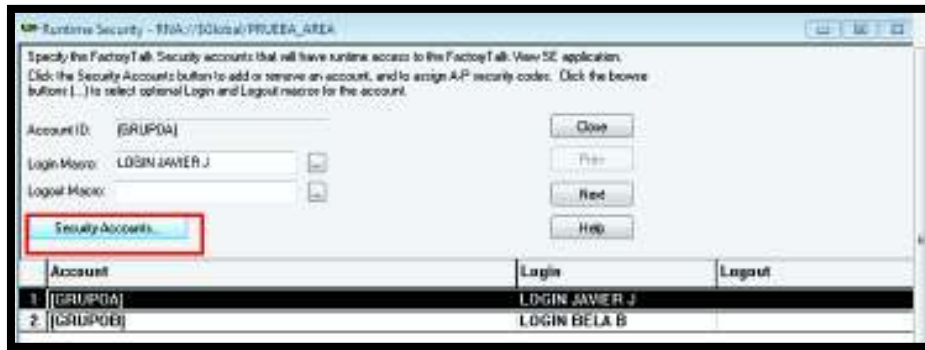 Runtime Security - RNA://$Global/PRUEBA_AREA
Specify the FactoryTalk Security accounts that will have runtime access to the FactoryTalk View SE application.
Click the Security Accounts button to add or remove an account, and to assign A-P security codes. Click the browse
buttons (...) to select optional Login and Logout macros for the account.
Account ID: [GRUPOA] Close
Login Macro: LOGIN JAVIER J ... Prev
Logout Macro: ... Next
Security Accounts... Help
Account Login Logout
1 [GRUPOA] LOGIN JAVIER J
2 [GRUPOB] LOGIN BELA B